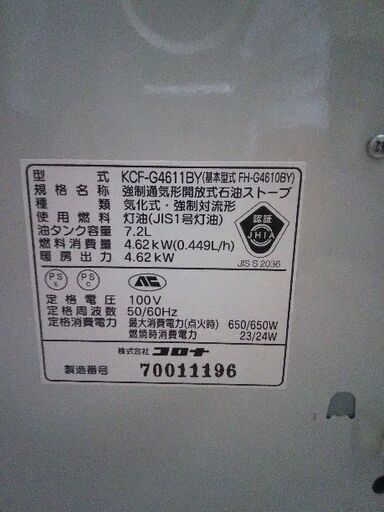 型式 KCF-G4611BY(基本型式 FH-G4610BY)
規格名称 強制通気形開放式石油ストーブ
種類 気化式・強制対流形
使用燃料 灯油(JIS1号灯油)
油タンク容量 7.2L
燃料消費量 4.62kW(0.449L/h)
暖房出力 4.62kW
認証
JHIA
JIS S 2036
PS C
PS E
定格電圧 100V
定格周波数 50/60Hz
定格消費電力 最大消費電力(点火時) 650/650W
燃焼時消費電力 23/24W
株式会社コロナ
製造番号 70011196